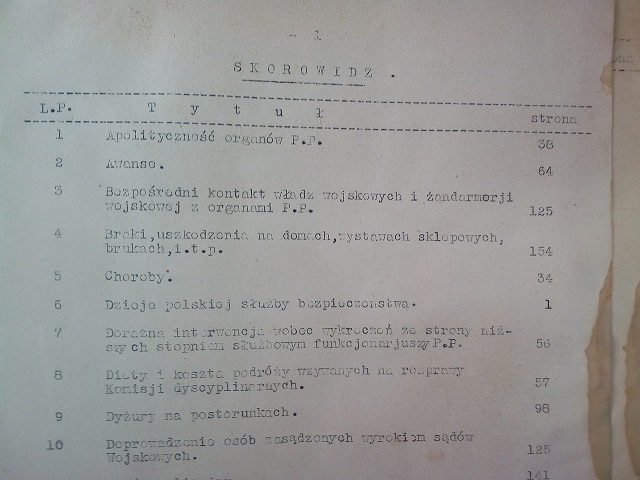 - 1
SKOROWIDZ.
L.P. Tytuł strona
1 Apolityczność organów P.P. 38
2 Awanse. 64
3 Bezpośredni kontakt władz wojskowych i żandarmerji
wojskowej z organami P.P. 125
4 Braki,uszkodzenia na domach,wystawach sklepowych,
brukach,i.t.p. 154
5 Choroby. 34
6 Dzieje polskiej służby bezpieczeństwa. 1
7 Doraźna interwencja wobec wykroczeń ze strony niż-
szych stopniem służbowym funkcjonarjuszy P.P. 56
8 Diety i koszta podróży wzywanych na rozprawy
Komisji dyscyplinarnych. 57
9 Dyżury na posterunkach. 98
10 Doprowadzenie osób zasądzonych wyrokiem sądów
Wojskowych. 125
141